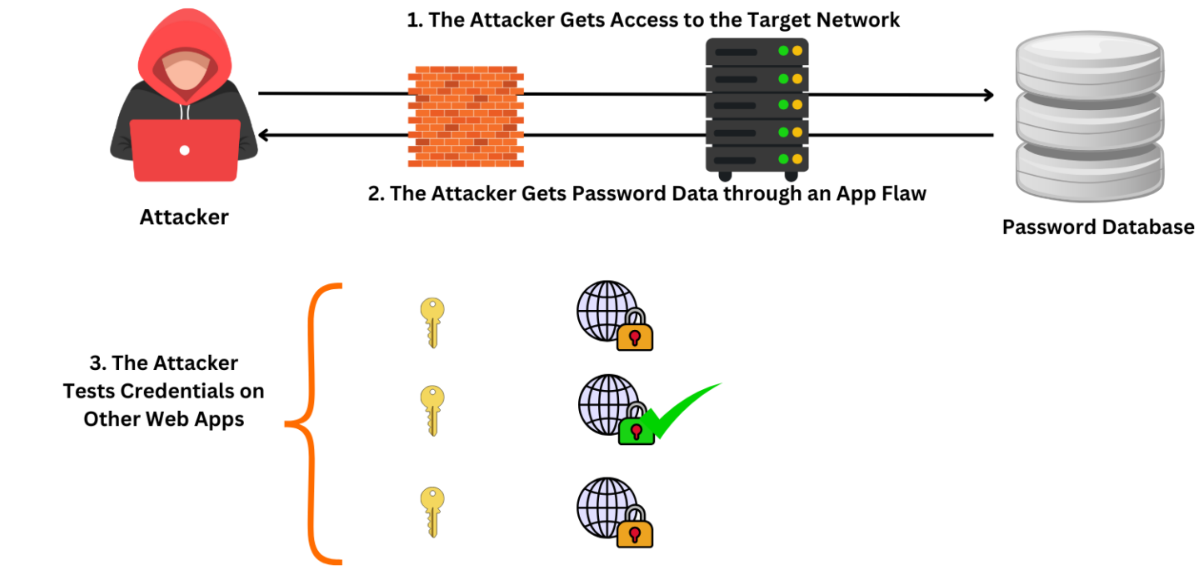 1. The Attacker Gets Access to the Target Network
2. The Attacker Gets Password Data through an App Flaw
Attacker
Password Database
3. The Attacker
Tests Credentials on
Other Web Apps